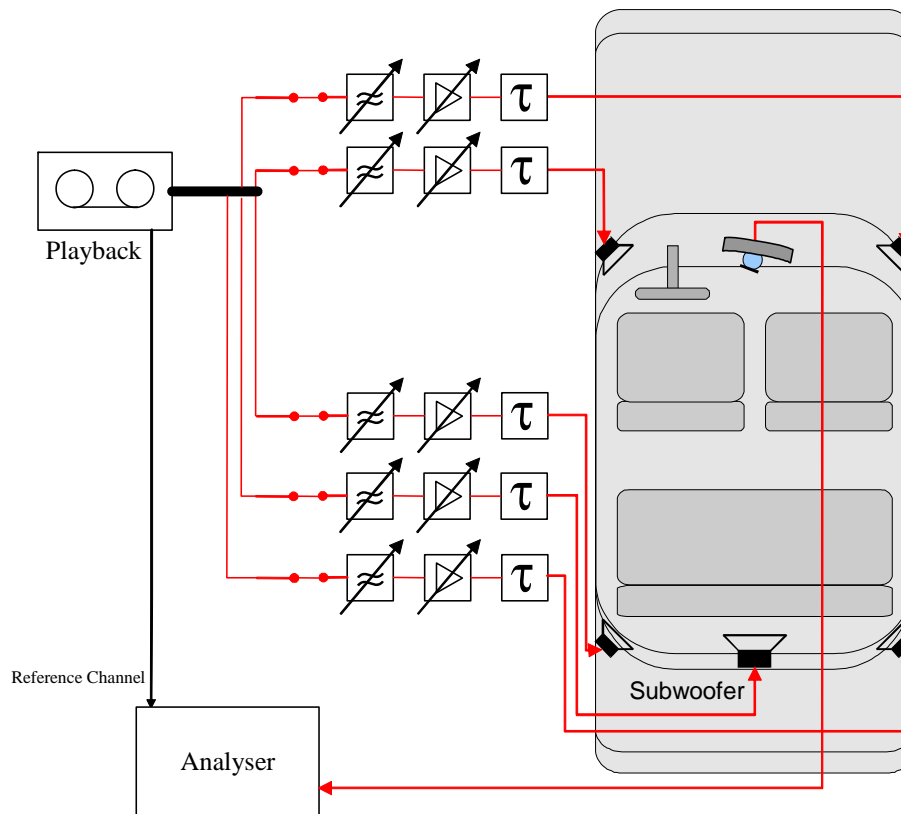 τ
τ
Playback
τ
τ
τ
Reference Channel
Subwoofer
Analyser